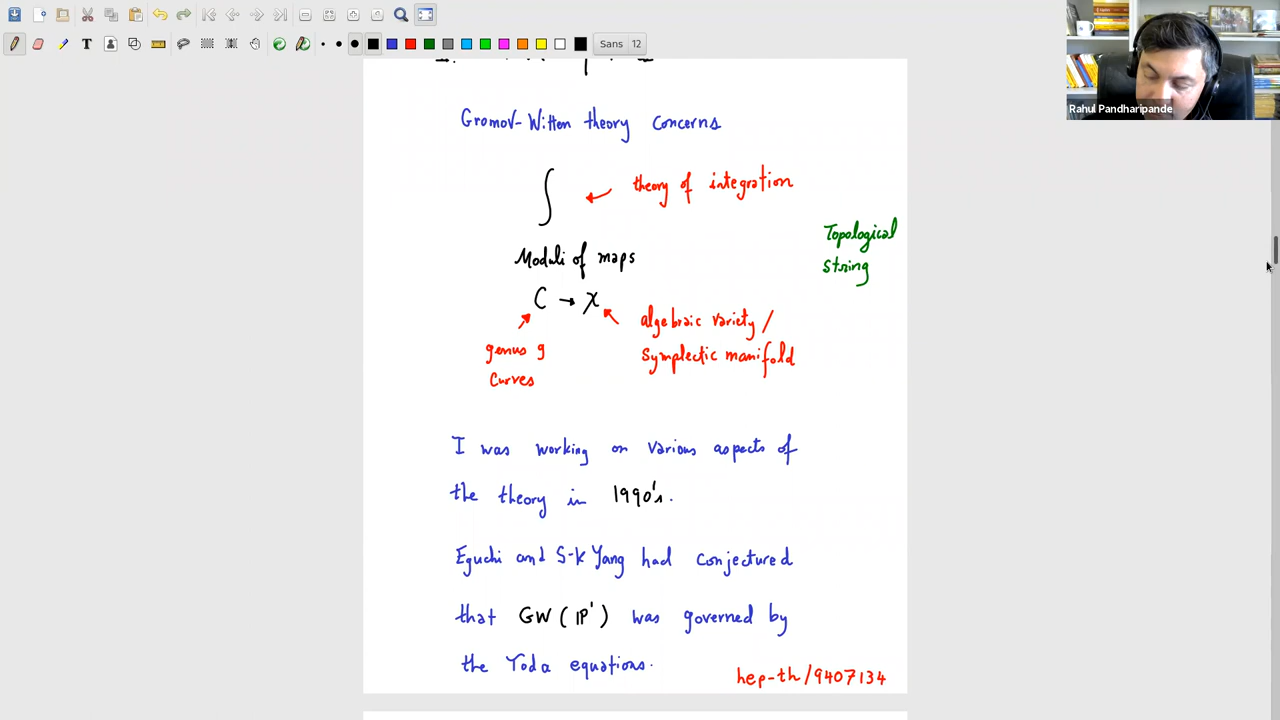 Sans 12
Rahul Pandharipande
Gromov-Witten theory concerns
∫ ← theory of integration
Topological
string
Moduli of maps
C → X
algebraic variety /
symplectic manifold
genus g
curves
I was working on various aspects of
the theory in 1990's.
Eguchi and S-K Yang had conjectured
that GW(IP¹) was governed by
the Toda equations.
hep-th/9407134